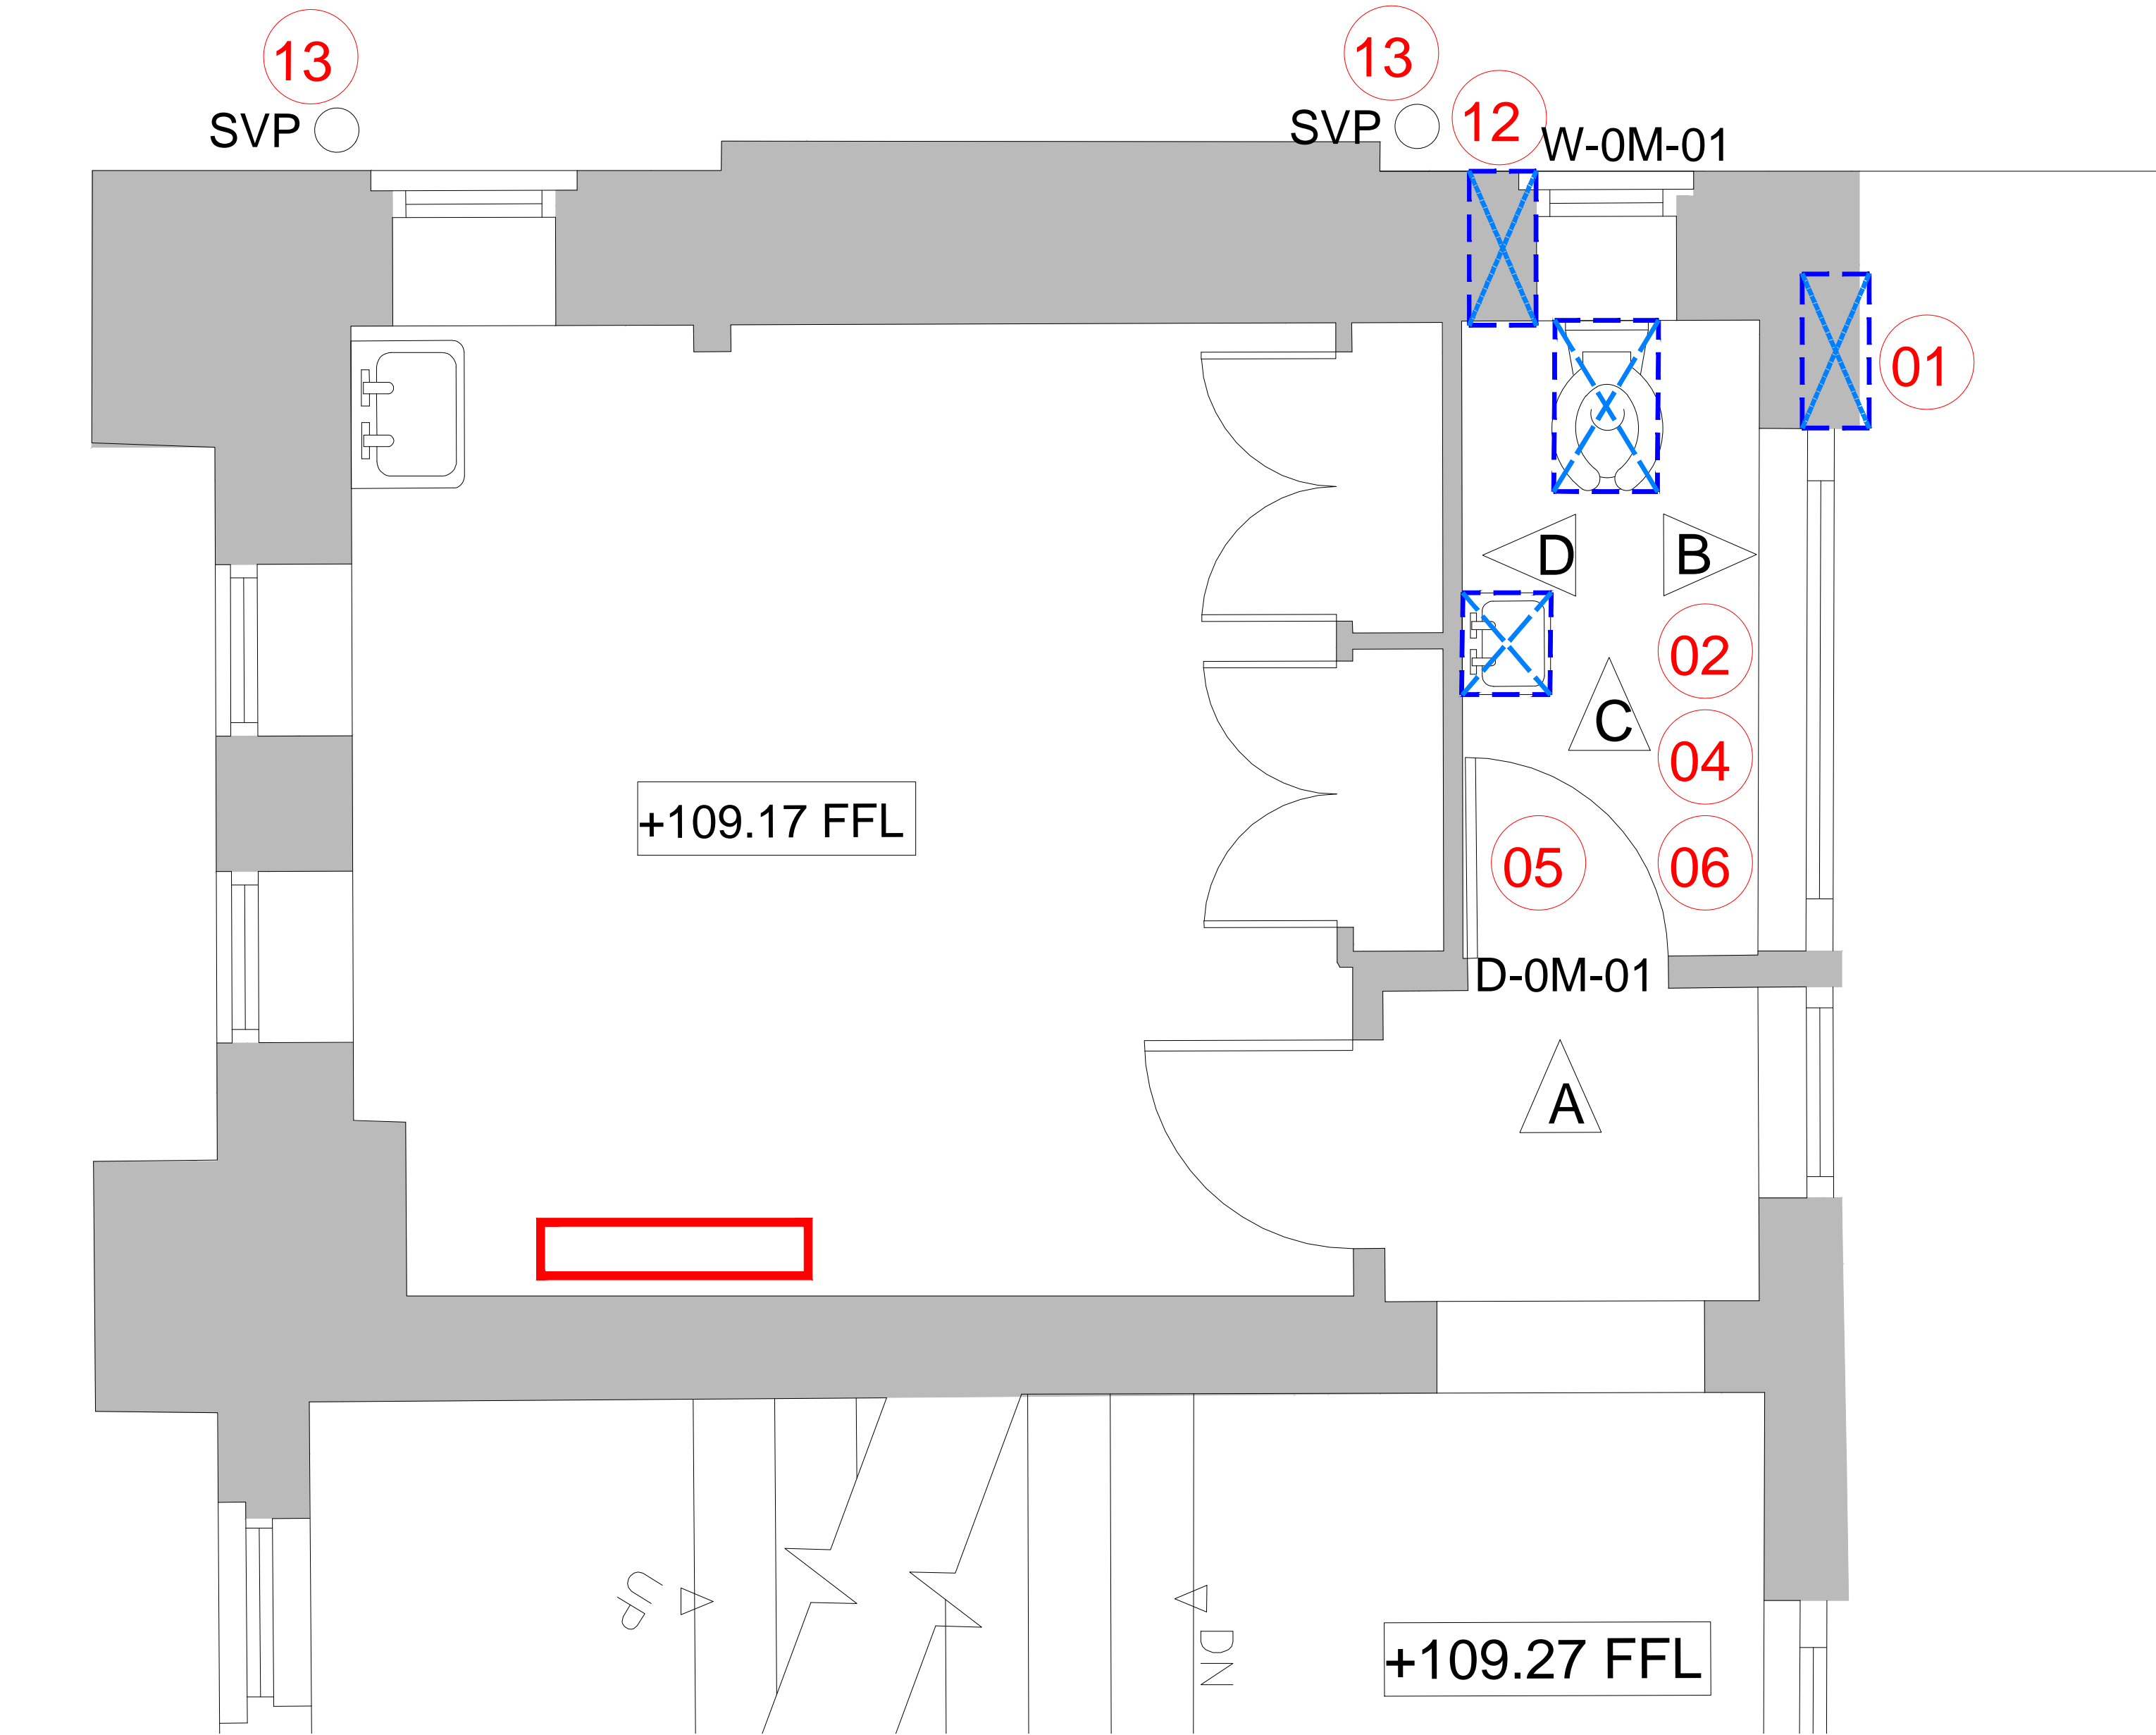 13
13
SVP
SVP
12
W-0M-01
01
D
B
02
C
04
+109.17 FFL
05
06
D-0M-01
A
UP
DN
+109.27 FFL